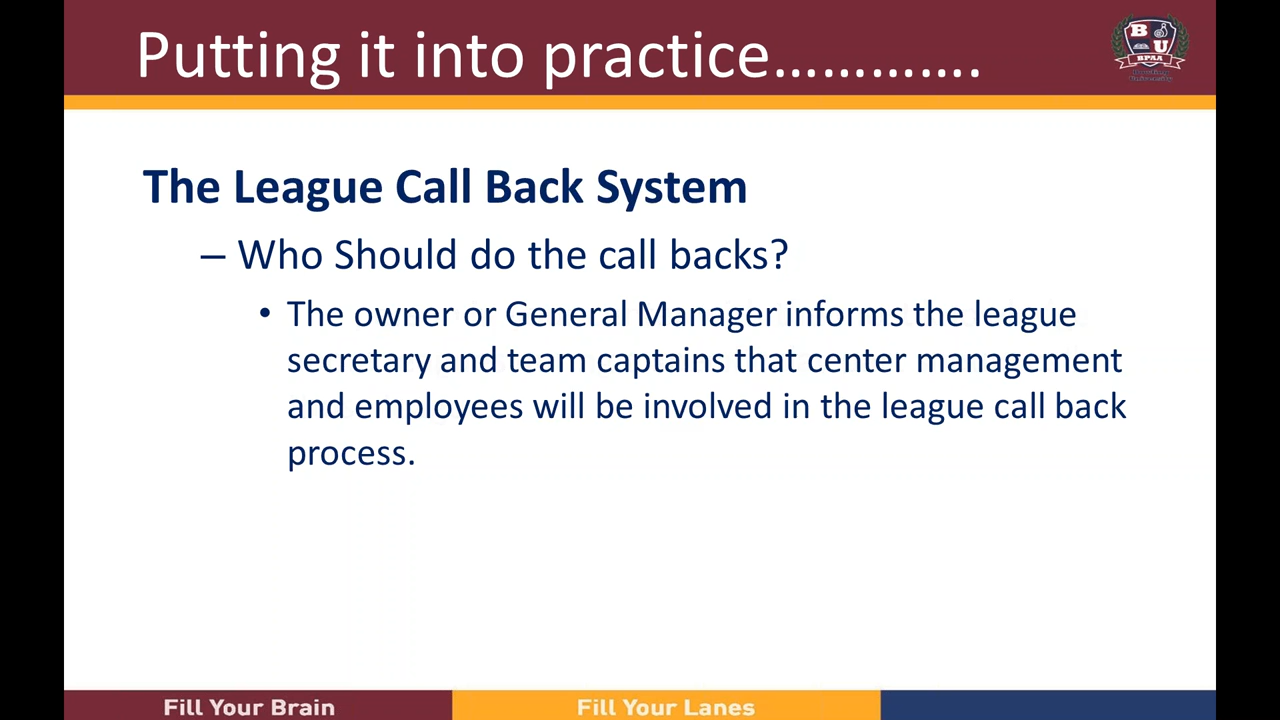 Putting it into practice………….
B U
BPAA
The League Call Back System
– Who Should do the call backs?
• The owner or General Manager informs the league
secretary and team captains that center management
and employees will be involved in the league call back
process.
Fill Your Brain
Fill Your Lanes